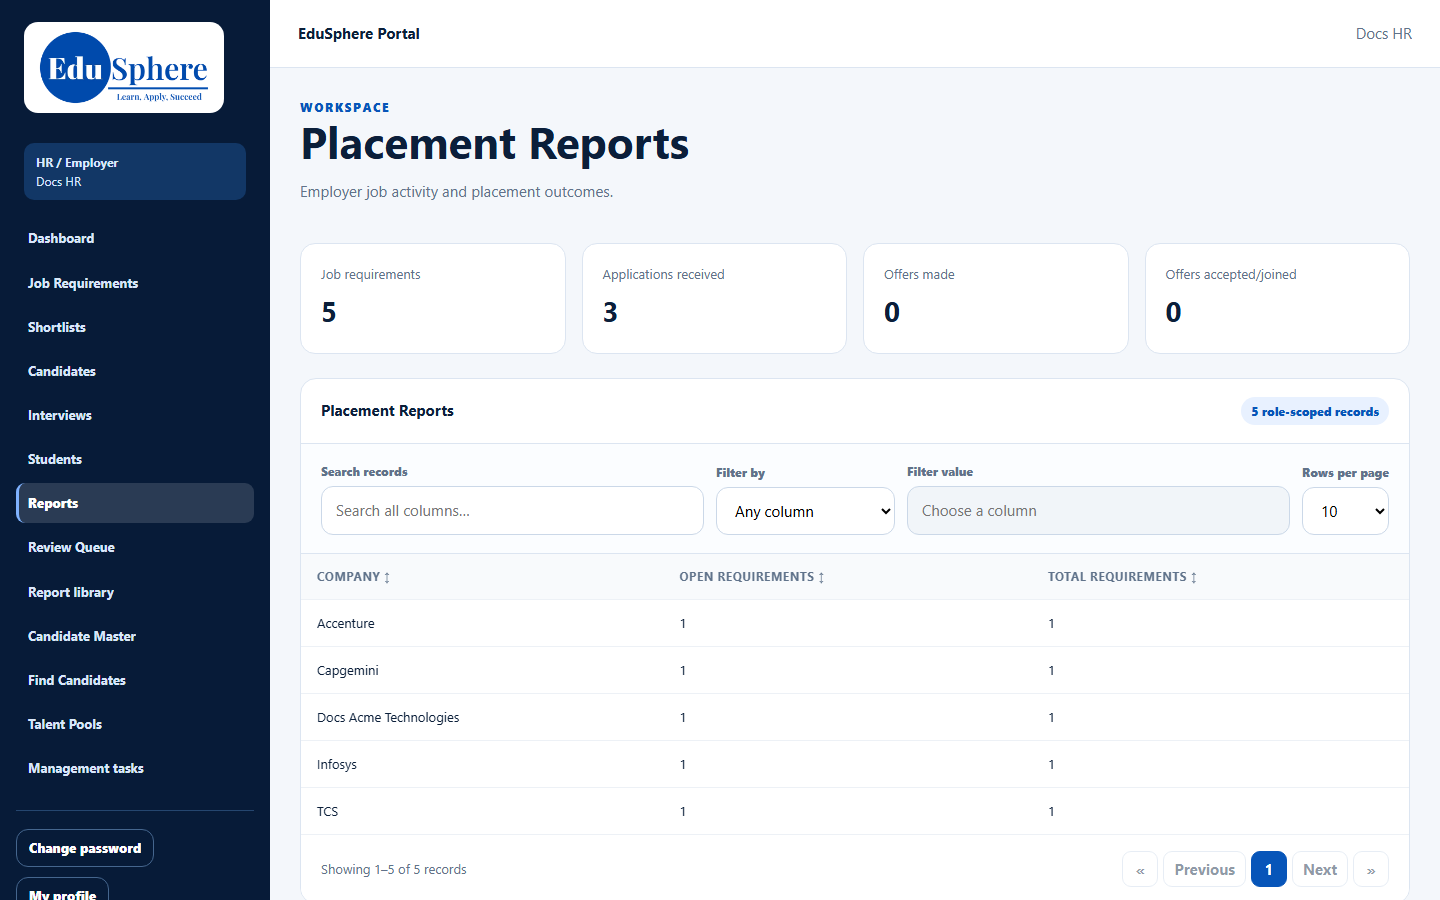 EduSphere
Learn. Apply, Succeed
HR / Employer
Docs HR
Dashboard
Job Requirements
Shortlists
Candidates
Interviews
Students
Reports
Review Queue
Report library
Candidate Master
Find Candidates
Talent Pools
Management tasks
Change password
My profile
EduSphere Portal
Docs HR
WORKSPACE
Placement Reports
Employer job activity and placement outcomes.
Job requirements
5
Applications received
3
Offers made
0
Offers accepted/joined
0
Placement Reports
5 role-scoped records
Search records
Search all columns...
Filter by
Any column
Filter value
Choose a column
Rows per page
10
COMPANY ↕ OPEN REQUIREMENTS ↕ TOTAL REQUIREMENTS ↕
Accenture 1 1
Capgemini 1 1
Docs Acme Technologies 1 1
Infosys 1 1
TCS 1 1
Showing 1–5 of 5 records
« Previous 1 Next »